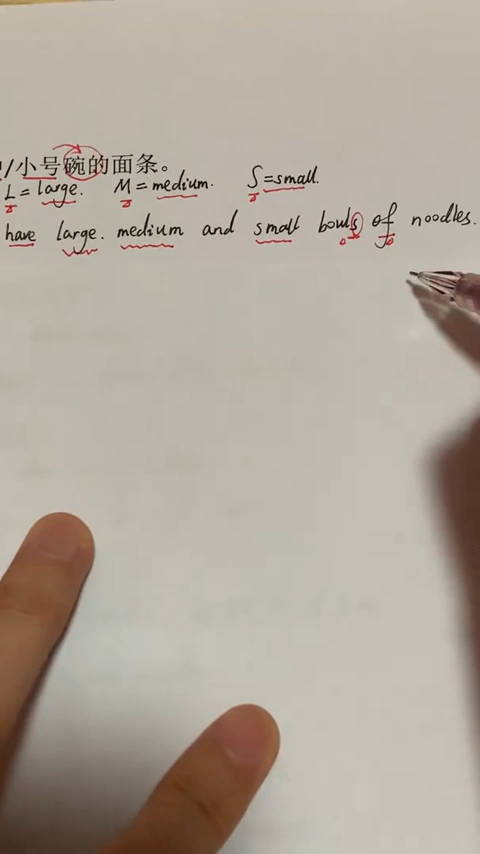 /小号碗的面条。
L = large. M = medium. S = small.
have large. medium and small bowls of noodles.